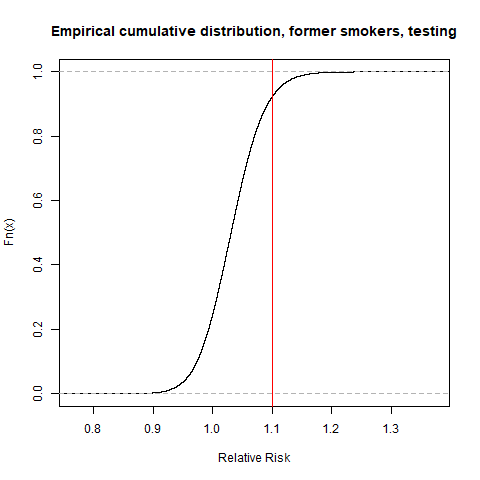 Empirical cumulative distribution, former smokers, testing
Fn(x)
1.0
0.8
0.6
0.4
0.2
0.0
0.8 0.9 1.0 1.1 1.2 1.3
Relative Risk